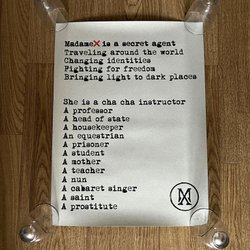 MadameX is a secret agent
Traveling around the world
Changing identities
Fighting for freedom
Bringing light to dark places
She is a cha cha instructor
A professor
A head of state
A housekeeper
An equestrian
A prisoner
A student
A mother
A teacher
A nun
A cabaret singer
A saint
A prostitute